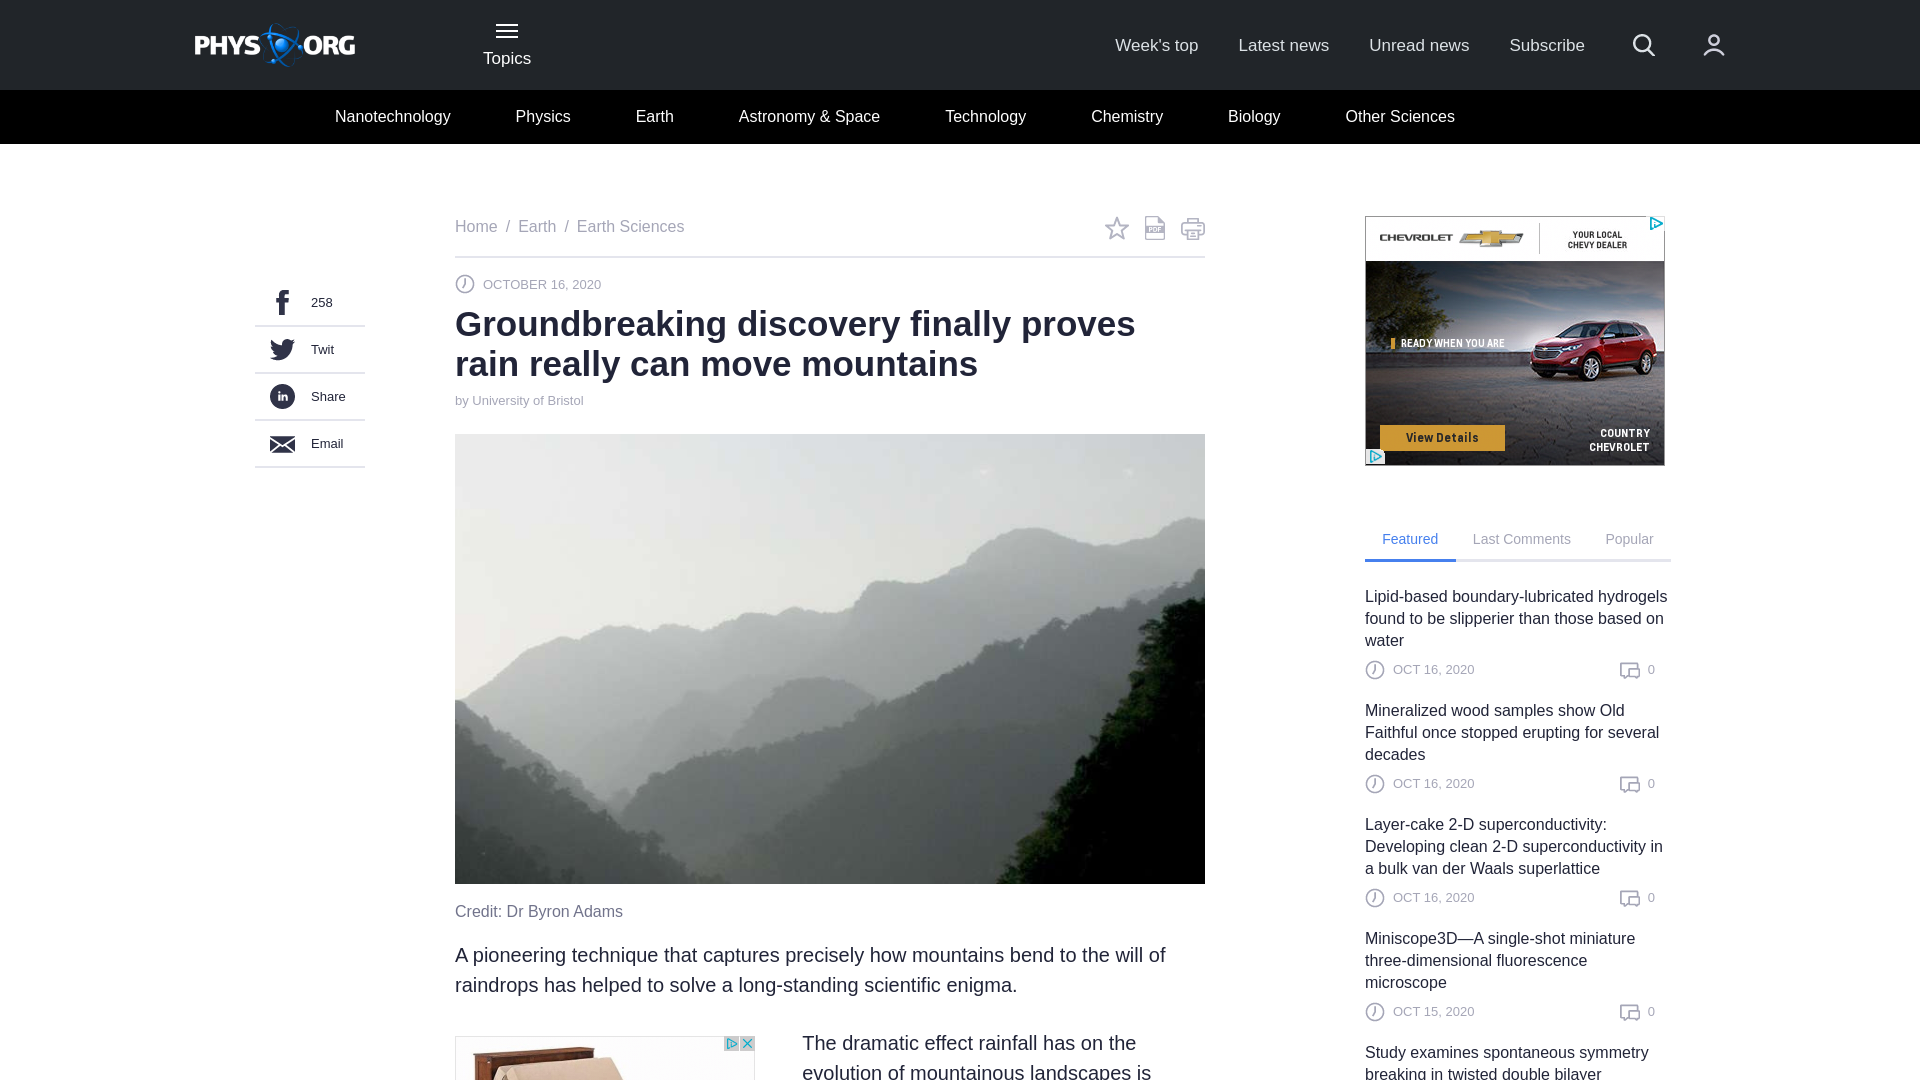 PHYS ORG
Topics
Week's top
Latest news
Unread news
Subscribe
Nanotechnology
Physics
Earth
Astronomy & Space
Technology
Chemistry
Biology
Other Sciences
Home / Earth / Earth Sciences
PDF
OCTOBER 16, 2020
Groundbreaking discovery finally proves
rain really can move mountains
by University of Bristol
258
Twit
Share
Email
Credit: Dr Byron Adams
A pioneering technique that captures precisely how mountains bend to the will of
raindrops has helped to solve a long-standing scientific enigma.
The dramatic effect rainfall has on the
evolution of mountainous landscapes is
CHEVROLET
YOUR LOCAL
CHEVY DEALER
READY WHEN YOU ARE
View Details
COUNTRY
CHEVROLET
Featured
Last Comments
Popular
Lipid-based boundary-lubricated hydrogels
found to be slipperier than those based on
water
OCT 16, 2020
0
Mineralized wood samples show Old
Faithful once stopped erupting for several
decades
OCT 16, 2020
0
Layer-cake 2-D superconductivity:
Developing clean 2-D superconductivity in
a bulk van der Waals superlattice
OCT 16, 2020
0
Miniscope3D—A single-shot miniature
three-dimensional fluorescence
microscope
OCT 15, 2020
0
Study examines spontaneous symmetry
breaking in twisted double bilayer